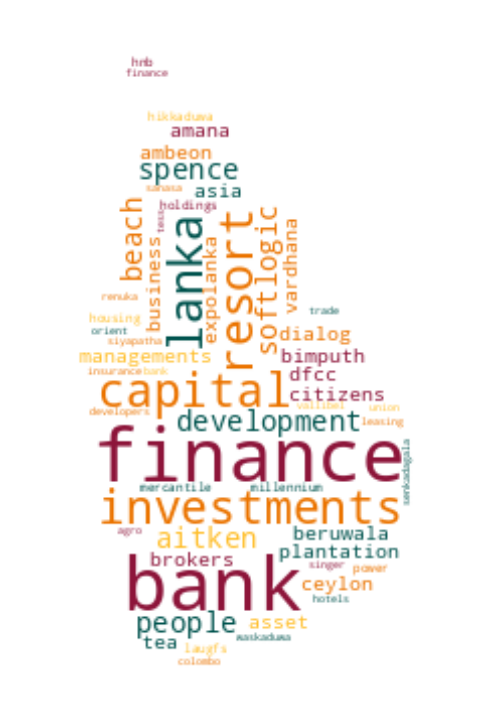 hnb
finance
hikkaduwa
amana
ambeon
spence
sanasa
asia
beach
holdings
tess
lanka
resort
softlogic
business
expolanka
vardhana
renuka
trade
housing
orient
dialog
siyapatha
managements
bimputh
insurance
bank
dfcc
capital
citizens
developers
vallibel
union
development
leasing
finance
senkadagala
mercantile
millennium
investments
agro
aitken
beruwala
plantation
brokers
singer
power
bank
ceylon
hotels
people
asset
waskaduwa
tea
laugfs
colombo